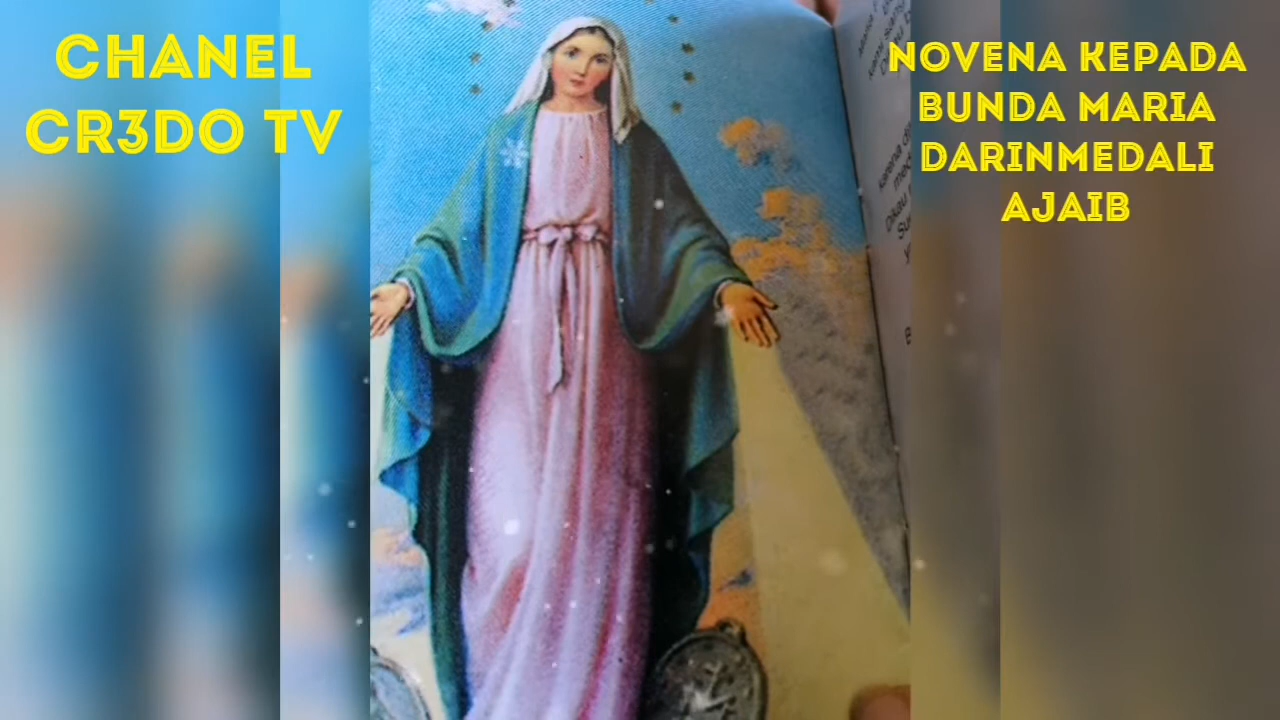 CHANEL
CR3DO TV
NOVENA KEPADA
BUNDA MARIA
DARINMEDALI
AJAIB